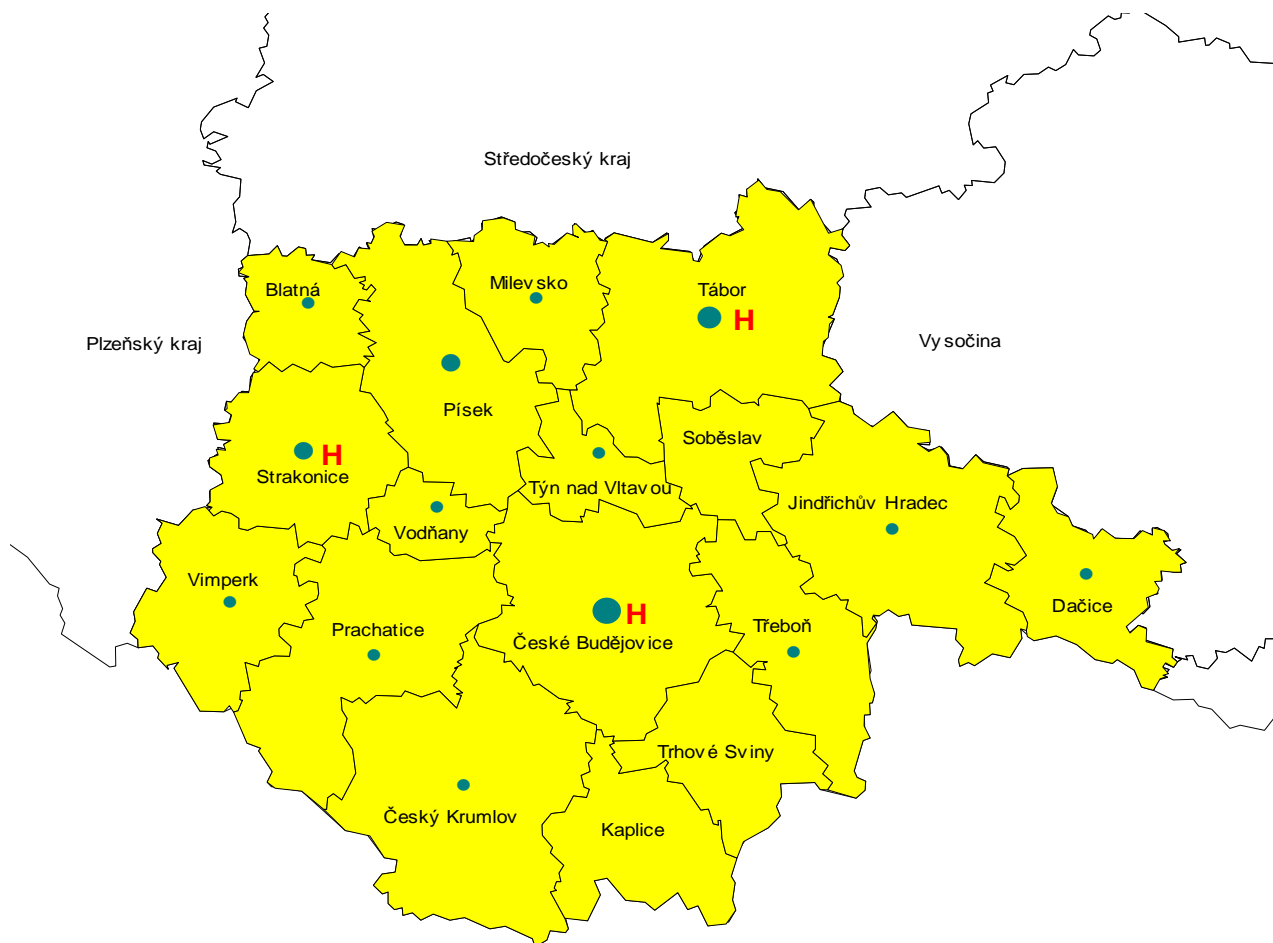 Středočeský kraj
Milevsko
Tábor
Blatná
H
Plzeňský kraj
Vysočina
Písek
Soběslav
H
Strakonice
Týn nad Vltavou
Jindřichův Hradec
Vodňany
Vimperk
Dačice
H
Prachatice
Třeboň
České Budějovice
Trhové Sviny
Český Krumlov
Kaplice